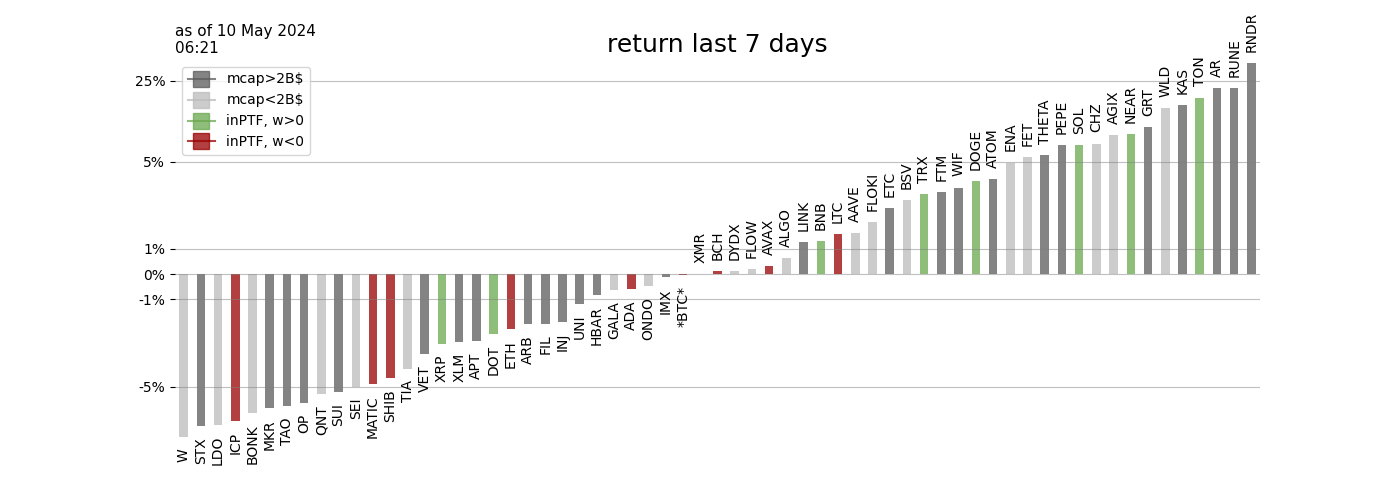 as of 10 May 2024
06:21
return last 7 days
mcap>2B$
mcap<2B$
inPTF, w>0
inPTF, w<0
25%
5%
1%
0%
-1%
-5%
W
STX
LDO
ICP
BONK
MKR
TAO
OP
QNT
SUI
SEI
MATIC
SHIB
TIA
VET
XRP
XLM
APT
DOT
ETH
ARB
FIL
INJ
UNI
HBAR
GALA
ADA
ONDO
IMX
*BTC*
XMR
BCH
DYDX
FLOW
AVAX
ALGO
LINK
BNB
LTC
AAVE
FLOKI
ETC
BSV
TRX
FTM
WIF
DOGE
ATOM
ENA
FET
THETA
PEPE
SOL
CHZ
AGIX
NEAR
GRT
WLD
KAS
TON
AR
RUNE
RNDR